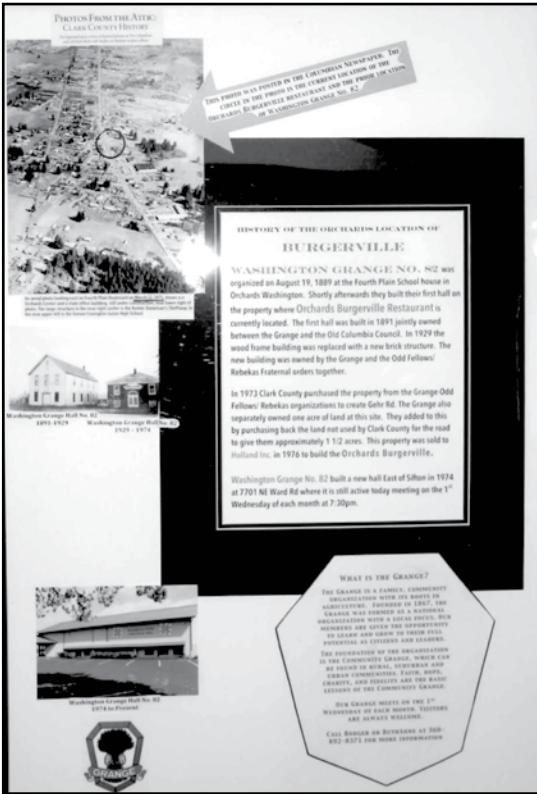 PHOTOS FROM THE ATTIC:
CLARK COUNTY HISTORY
THIS PHOTO WAS POSTED IN THE COLUMBIAN NEWSPAPER. THE
CIRCLE IN THE PHOTO IS THE CURRENT LOCATION OF THE
ORCHARDS BURGERVILLE RESTAURANT AND THE PRIOR LOCATION
OF WASHINGTON GRANGE NO. 82
HISTORY OF THE ORCHARDS LOCATION OF
BURGERVILLE
WASHINGTON GRANGE NO. 82 was
organized on August 19, 1889 at the Fourth Plain School house in
Orchards Washington. Shortly afterwards they built their first hall on
the property where Orchards Burgerville Restaurant is
currently located. The first hall was built in 1891 jointly owned
between the Grange and the Old Columbia Council. In 1929 the
wood frame building was replaced with a new brick structure. The
new building was owned by the Grange and the Odd Fellows/
Rebekas Fraternal orders together.
In 1973 Clark County purchased the property from the Grange Odd
Fellows/ Rebekas organizations to create Gehr Rd. The Grange also
separately owned one acre of land at this site. They added to this
by purchasing back the land not used by Clark County for the road
to give them approximately 1 1/2 acres. This property was sold to
Holland Inc. in 1976 to build the Orchards Burgerville.
Washington Grange No. 82 built a new hall East of Sifton in 1974
at 7701 NE Ward Rd where it is still active today meeting on the 1st
Wednesday of each month at 7:30pm.
Washington Grange Hall No. 82
1891-1929
Washington Grange Hall No. 82
1929 - 1974
Washington Grange Hall No. 82
1974 to Present
GRANGE
WHAT IS THE GRANGE?
THE GRANGE IS A FAMILY, COMMUNITY
ORGANIZATION WITH ITS ROOTS IN
AGRICULTURE. FOUNDED IN 1867, THE
GRANGE WAS FORMED AS A NATIONAL
ORGANIZATION WITH A LOCAL FOCUS. OUR
MEMBERS ARE GIVEN THE OPPORTUNITY
TO LEARN AND GROW TO THEIR FULL
POTENTIAL AS CITIZENS AND LEADERS.
THE FOUNDATION OF THE ORGANIZATION
IS THE COMMUNITY GRANGE, WHICH CAN
BE FOUND IN RURAL, SUBURBAN AND
URBAN COMMUNITIES. FAITH, HOPE,
CHARITY, AND FIDELITY ARE THE BASIC
LESSONS OF THE COMMUNITY GRANGE.
OUR GRANGE MEETS ON THE 1ST
WEDNESDAY OF EACH MONTH. VISITORS
ARE ALWAYS WELCOME.
CALL RODGER OR BETHENE AT 360-
892-8371 FOR MORE INFORMATION